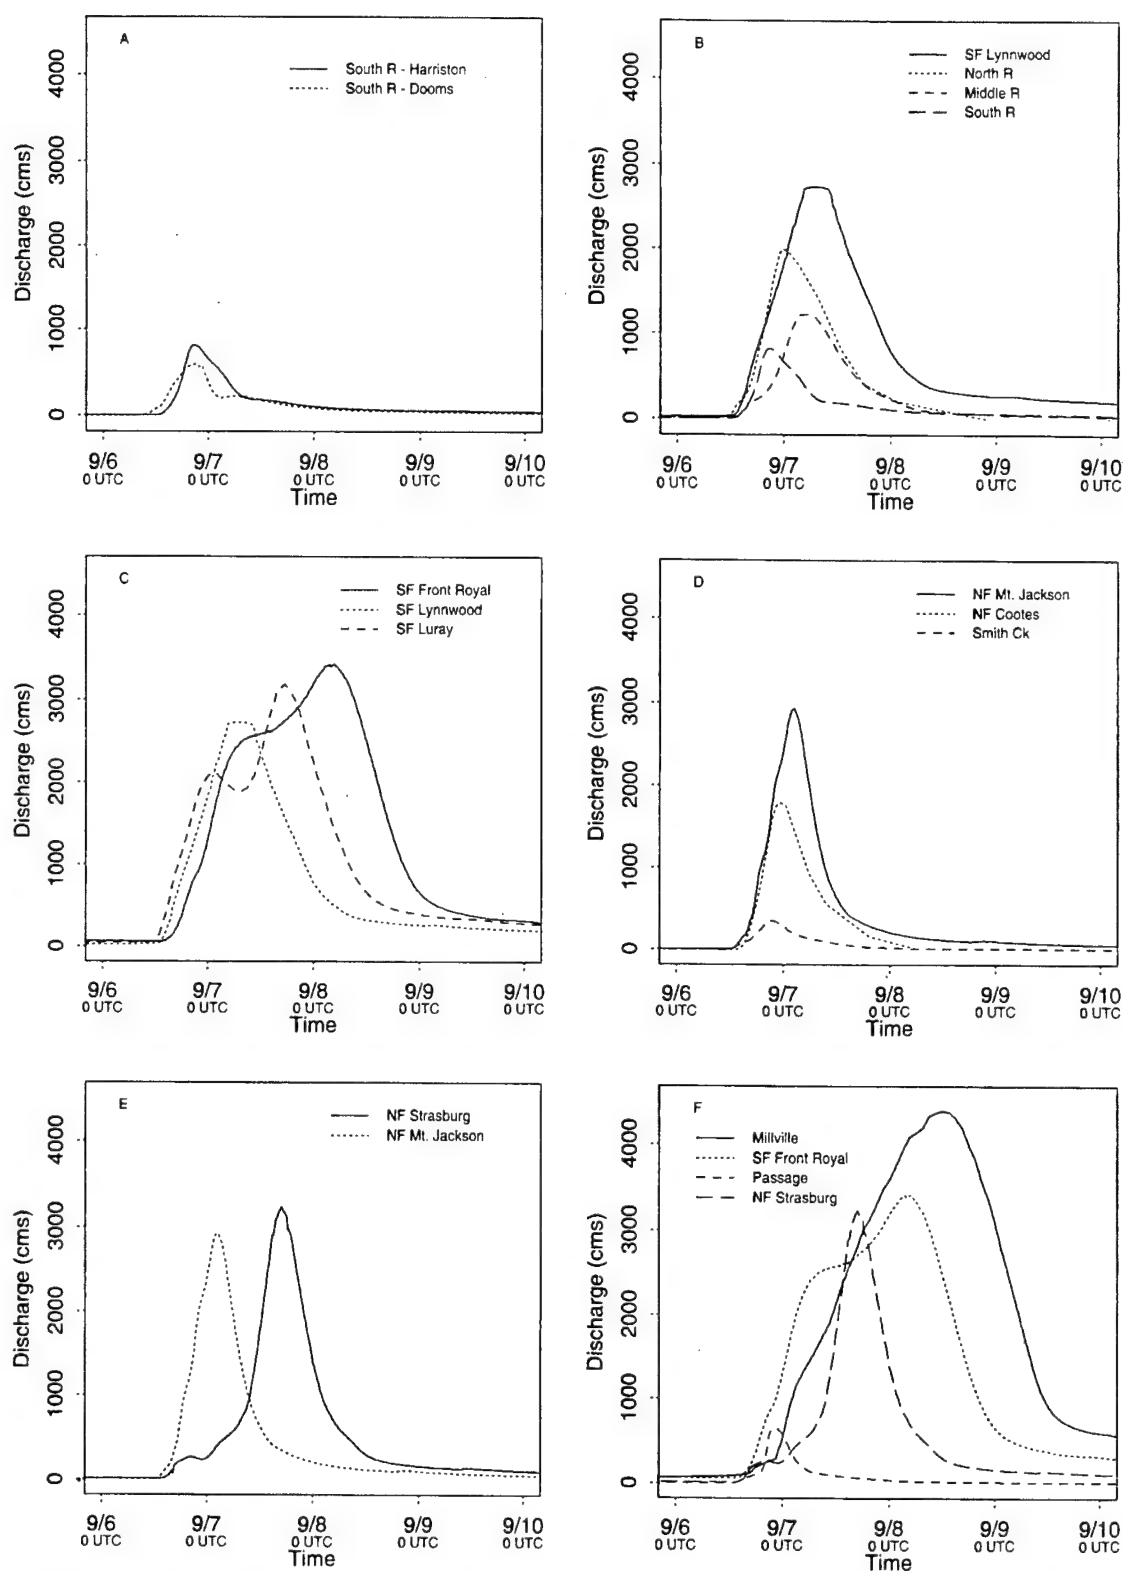 A
South R - Harriston
South R - Dooms
Discharge (cms)
4000
3000
2000
1000
0
9/6 9/7 9/8 9/9 9/10
0 UTC 0 UTC 0 UTC 0 UTC 0 UTC
Time
B
SF Lynnwood
North R
Middle R
South R
Discharge (cms)
4000
3000
2000
1000
0
9/6 9/7 9/8 9/9 9/10
0 UTC 0 UTC 0 UTC 0 UTC 0 UTC
Time
C
SF Front Royal
SF Lynnwood
SF Luray
Discharge (cms)
4000
3000
2000
1000
0
9/6 9/7 9/8 9/9 9/10
0 UTC 0 UTC 0 UTC 0 UTC 0 UTC
Time
D
NF Mt. Jackson
NF Cootes
Smith Ck
Discharge (cms)
4000
3000
2000
1000
0
9/6 9/7 9/8 9/9 9/10
0 UTC 0 UTC 0 UTC 0 UTC 0 UTC
Time
E
NF Strasburg
NF Mt. Jackson
Discharge (cms)
4000
3000
2000
1000
0
9/6 9/7 9/8 9/9 9/10
0 UTC 0 UTC 0 UTC 0 UTC 0 UTC
Time
F
Millville
SF Front Royal
Passage
NF Strasburg
Discharge (cms)
4000
3000
2000
1000
0
9/6 9/7 9/8 9/9 9/10
0 UTC 0 UTC 0 UTC 0 UTC 0 UTC
Time